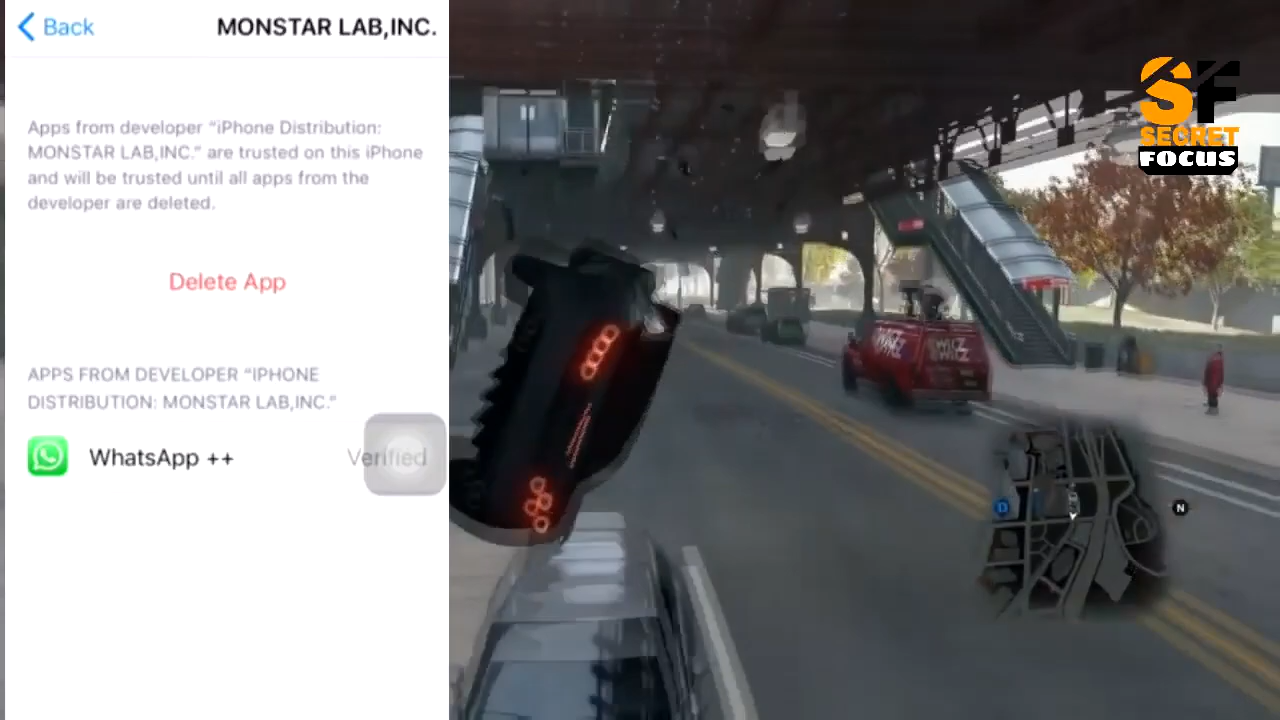 Back
MONSTAR LAB,INC.
Apps from developer “iPhone Distribution:
MONSTAR LAB,INC.” are trusted on this iPhone
and will be trusted until all apps from the
developer are deleted.
Delete App
APPS FROM DEVELOPER “IPHONE
DISTRIBUTION: MONSTAR LAB,INC.”
WhatsApp ++
Verified
SF
SECRET
FOCUS
D
N